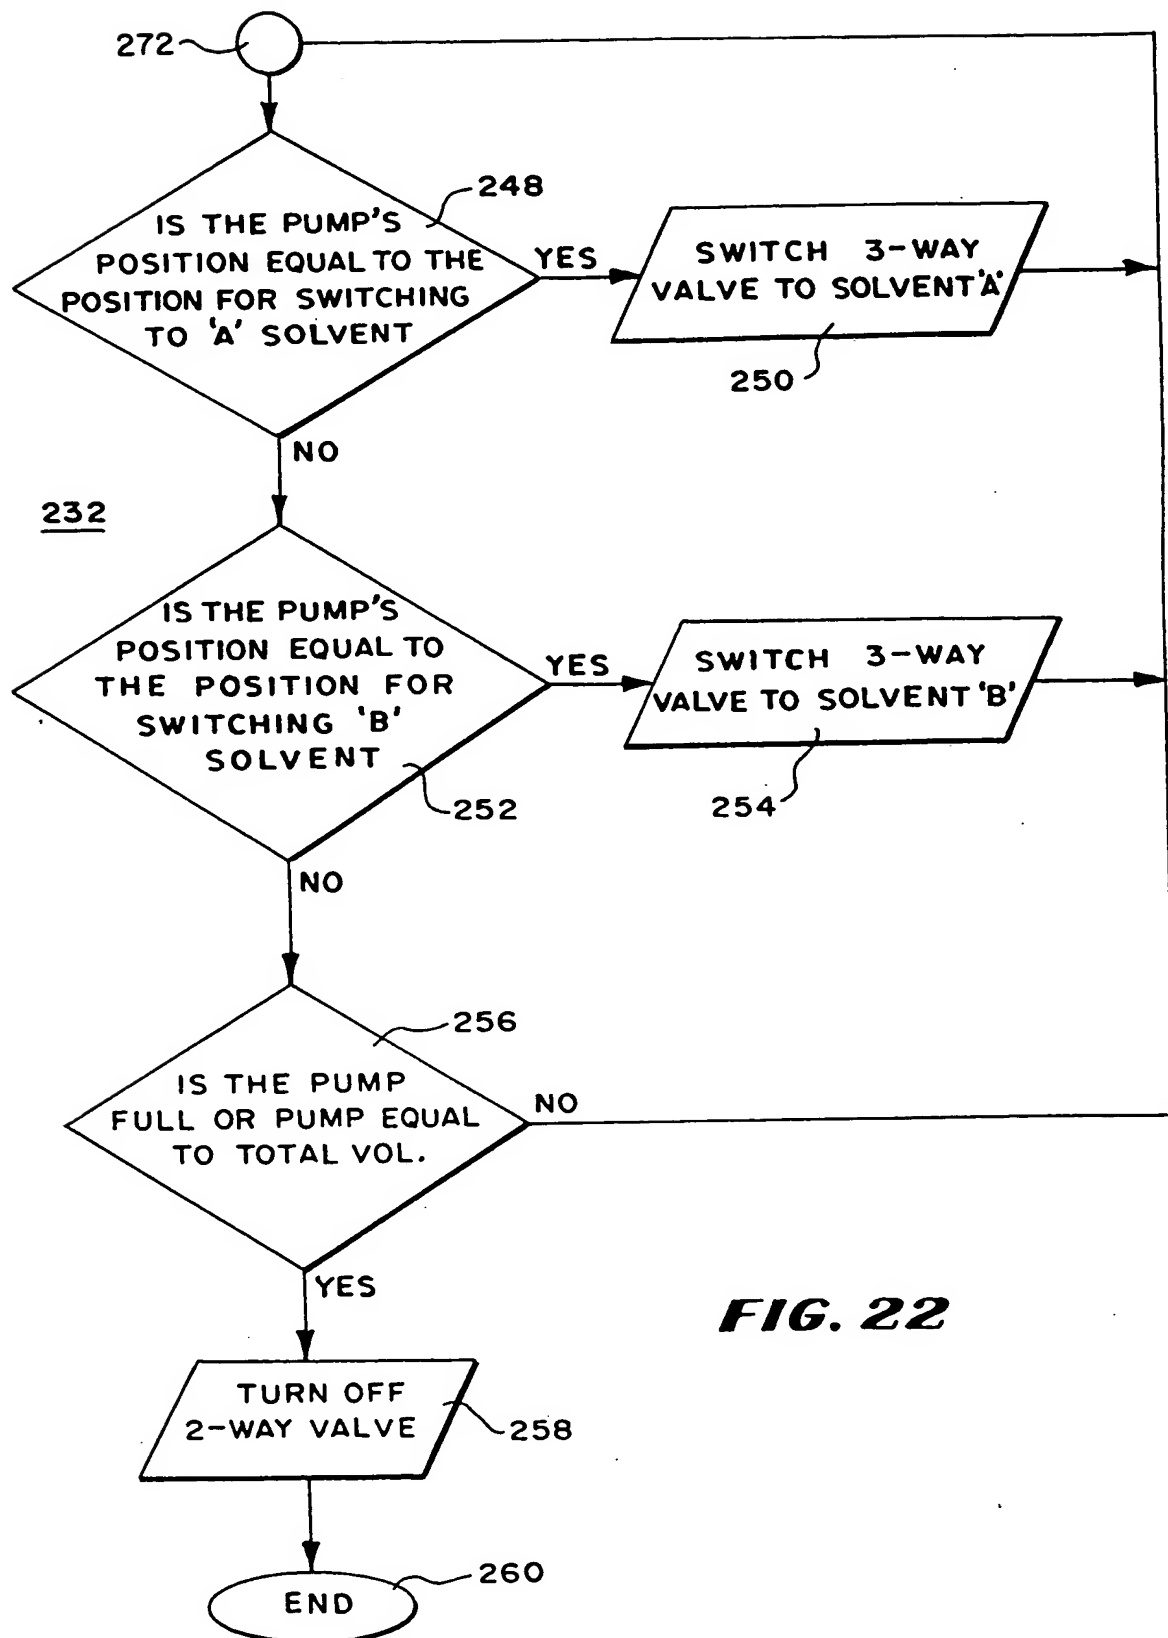 272
248
IS THE PUMP'S
POSITION EQUAL TO THE
POSITION FOR SWITCHING
TO 'A' SOLVENT
YES
SWITCH 3-WAY
VALVE TO SOLVENT 'A'
250
NO
232
IS THE PUMP'S
POSITION EQUAL TO
THE POSITION FOR
SWITCHING 'B'
SOLVENT
YES
SWITCH 3-WAY
VALVE TO SOLVENT 'B'
252
254
NO
256
IS THE PUMP
FULL OR PUMP EQUAL
TO TOTAL VOL.
NO
YES
FIG. 22
TURN OFF
2-WAY VALVE
258
260
END